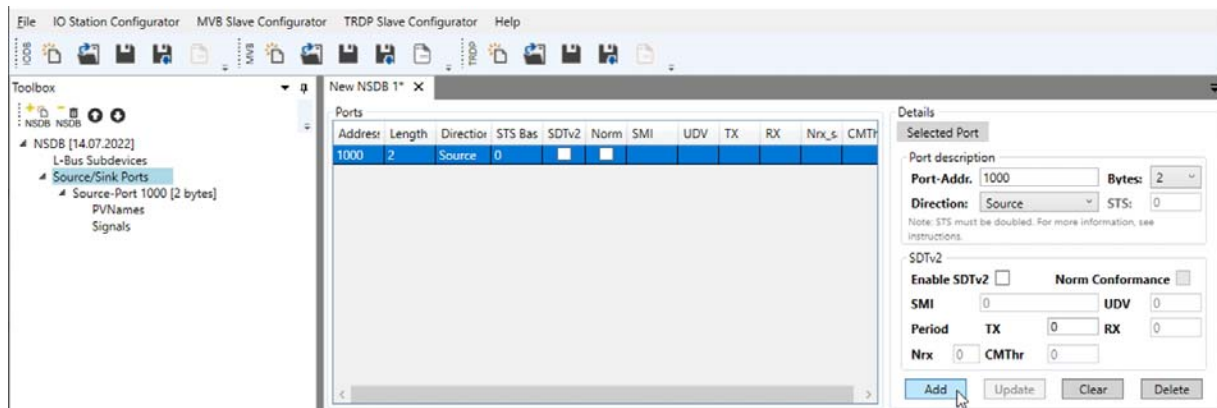 File IO Station Configurator MVB Slave Configurator TRDP Slave Configurator Help
IODB MVB TRDP
Toolbox
NSDB NSDB
NSDB [14.07.2022]
L-Bus Subdevices
Source/Sink Ports
Source-Port 1000 [2 bytes]
PVNames
Signals
New NSDB 1*
Ports
Address Length Direction STS Bas SDTv2 Norm SMI UDV TX RX Nrx_s CMTh
1000 2 Source 0
Details
Selected Port
Port description
Port-Addr. 1000 Bytes: 2
Direction: Source STS: 0
Note: STS must be doubled. For more information, see
instructions.
SDTv2
Enable SDTv2 Norm Conformance
SMI 0 UDV 0
Period TX 0 RX 0
Nrx 0 CMThr 0
Add Update Clear Delete